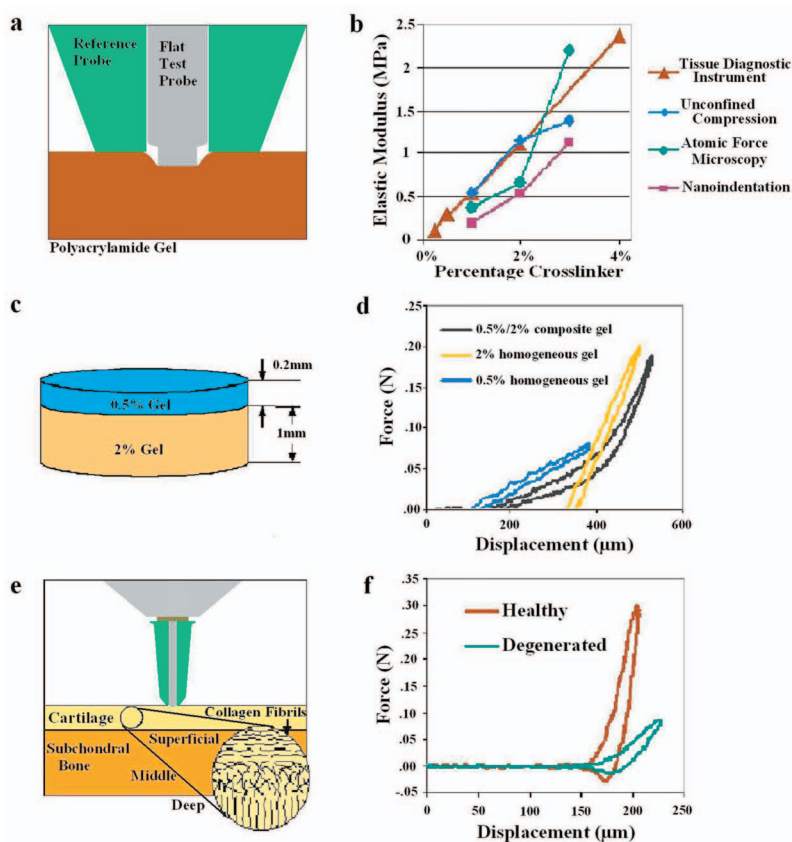 a
Reference
Probe
Flat
Test
Probe
Polyacrylamide Gel
b
Elastic Modulus (MPa)
2.5
2
1.5
1
0.5
0
0%
2%
4%
Percentage Crosslinker
Tissue Diagnostic
Instrument
Unconfined
Compression
Atomic Force
Microscopy
Nanoindentation
c
0.2mm
0.5% Gel
1mm
2% Gel
d
Force (N)
.20
.15
.10
.05
.00
0
200
400
600
Displacement (µm)
0.5%/2% composite gel
2% homogeneous gel
0.5% homogeneous gel
e
Cartilage
Collagen Fibrils
Subchondral
Bone
Superficial
Middle
Deep
f
Force (N)
.35
.30
.25
.20
.15
.10
.05
.00
-.05
0
50
100
150
200
250
Displacement (µm)
Healthy
Degenerated